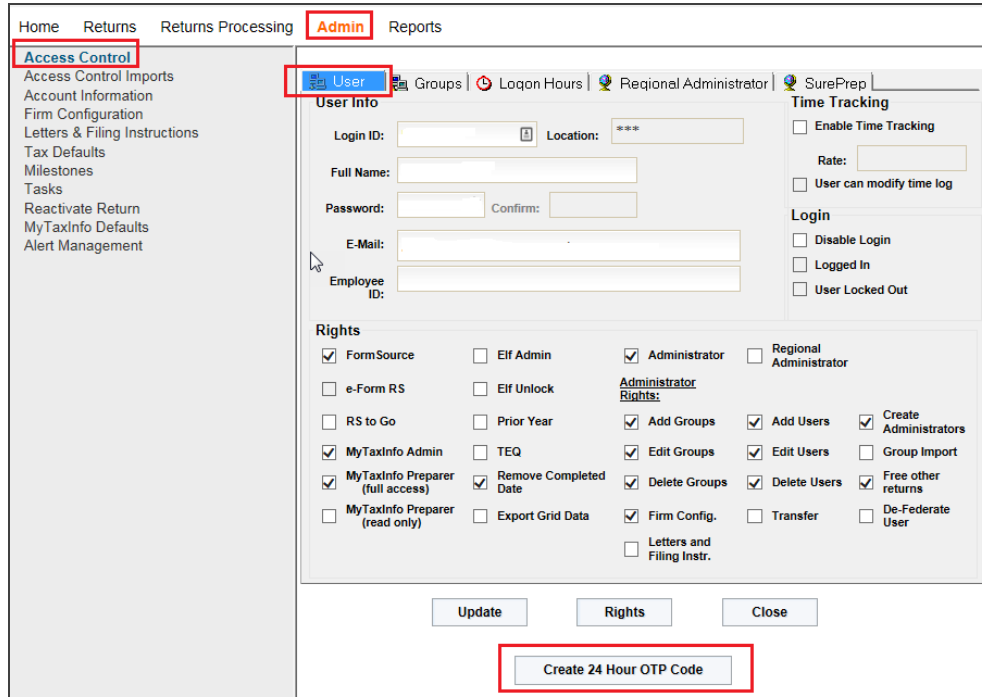 Home Returns Returns Processing Admin Reports
Access Control
Access Control Imports
Account Information
Firm Configuration
Letters & Filing Instructions
Tax Defaults
Milestones
Tasks
Reactivate Return
MyTaxInfo Defaults
Alert Management
User Groups Logon Hours Regional Administrator SurePrep
User Info
Login ID: Location: ***
Full Name:
Password: Confirm:
E-Mail:
Employee
ID:
Time Tracking
Enable Time Tracking
Rate:
User can modify time log
Login
Disable Login
Logged In
User Locked Out
Rights
FormSource Elf Admin Administrator Regional
Administrator
e-Form RS Elf Unlock Administrator
Rights:
RS to Go Prior Year Add Groups Add Users Create
Administrators
MyTaxInfo Admin TEQ Edit Groups Edit Users Group Import
MyTaxInfo Preparer
(full access) Remove Completed
Date Delete Groups Delete Users Free other
returns
MyTaxInfo Preparer
(read only) Export Grid Data Firm Config. Transfer De-Federate
User
Letters and
Filing Instr.
Update Rights Close
Create 24 Hour OTP Code